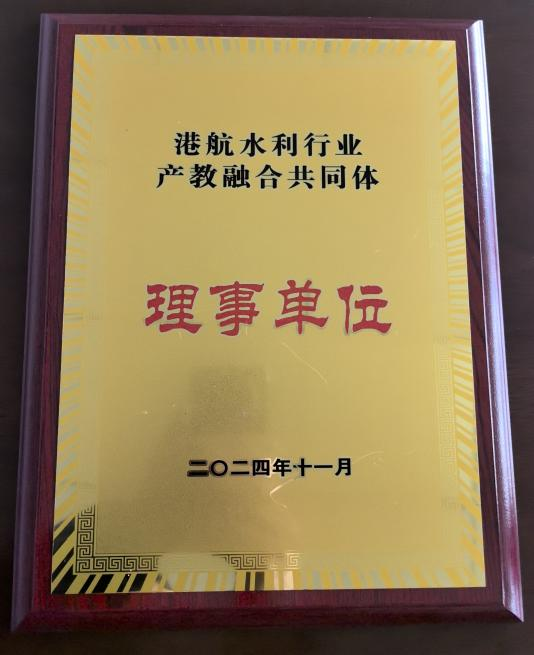 港航水利行业
产教融合共同体
理事单位
二〇二四年十一月